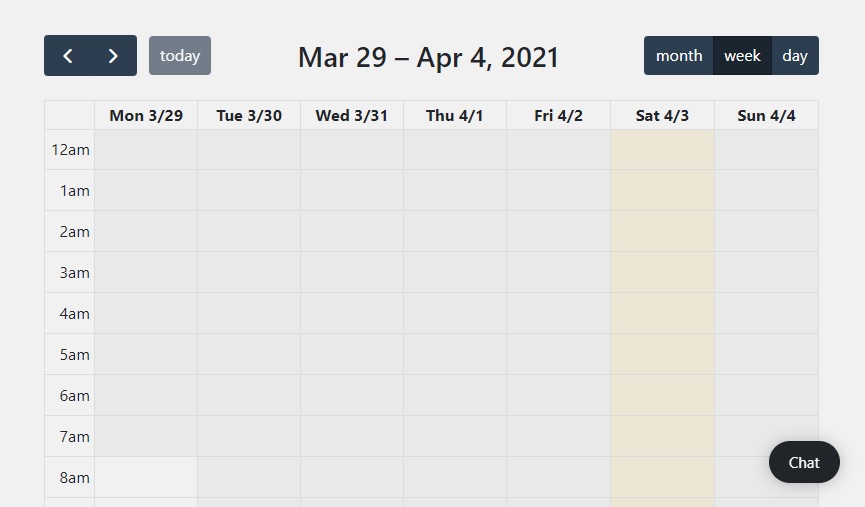 today
Mar 29 – Apr 4, 2021
month week day
Mon 3/29 Tue 3/30 Wed 3/31 Thu 4/1 Fri 4/2 Sat 4/3 Sun 4/4
12am
1am
2am
3am
4am
5am
6am
7am
Chat
8am